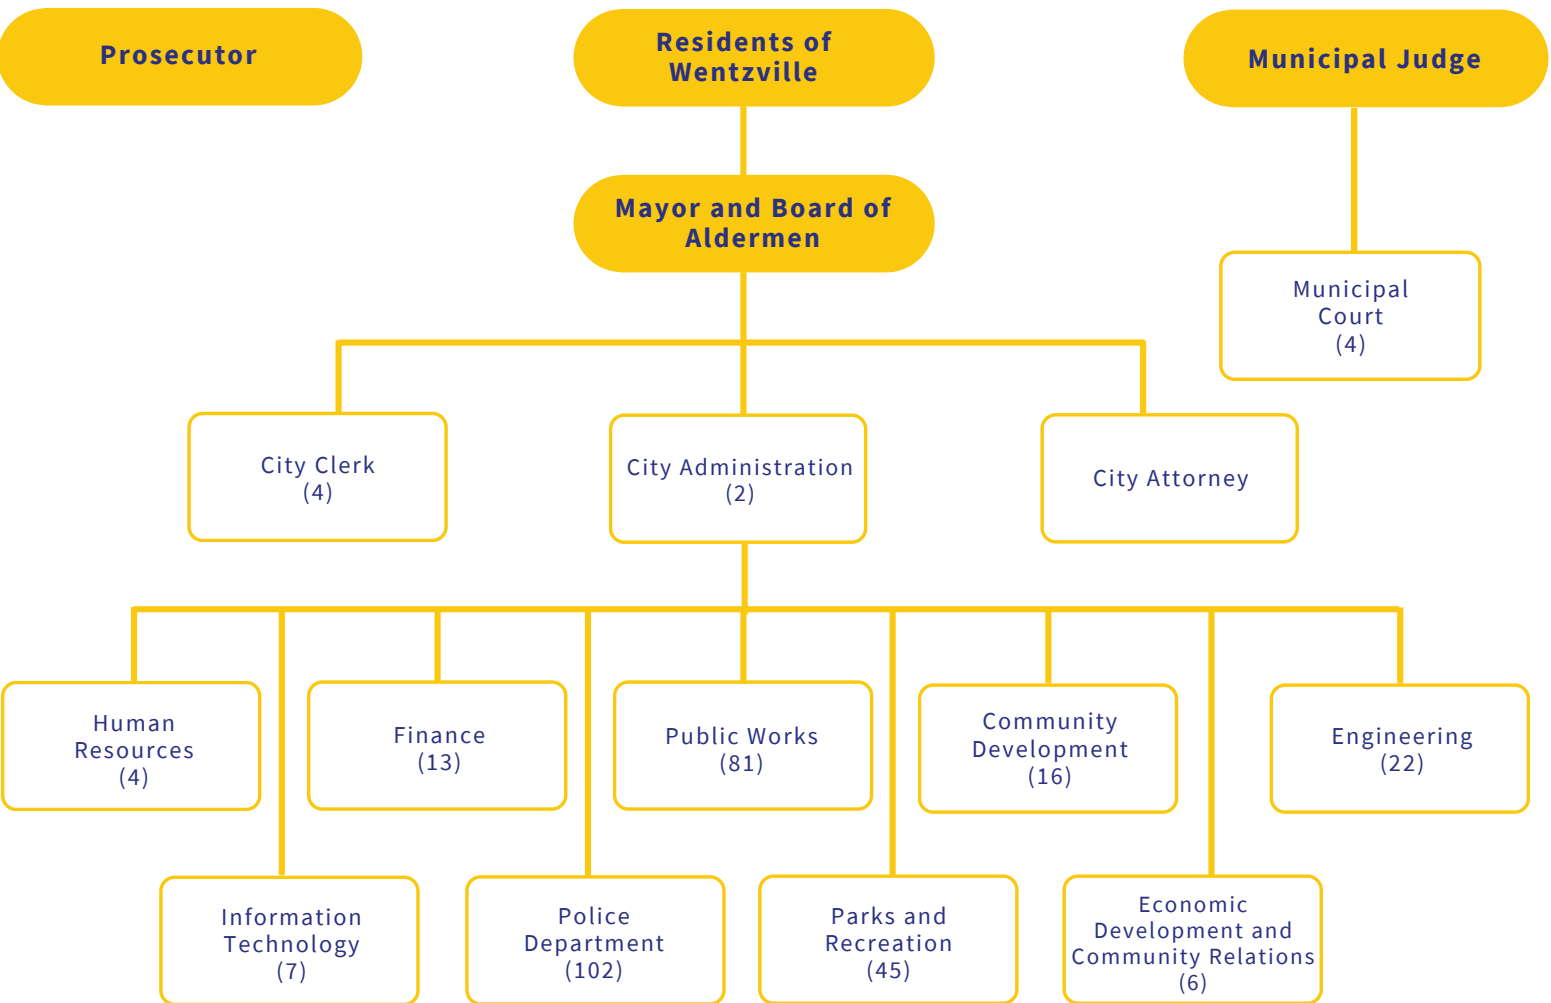 Prosecutor
Residents of
Wentzville
Municipal Judge
Mayor and Board of
Aldermen
Municipal
Court
(4)
City Clerk
(4)
City Administration
(2)
City Attorney
Human
Resources
(4)
Finance
(13)
Public Works
(81)
Community
Development
(16)
Engineering
(22)
Information
Technology
(7)
Police
Department
(102)
Parks and
Recreation
(45)
Economic
Development and
Community Relations
(6)